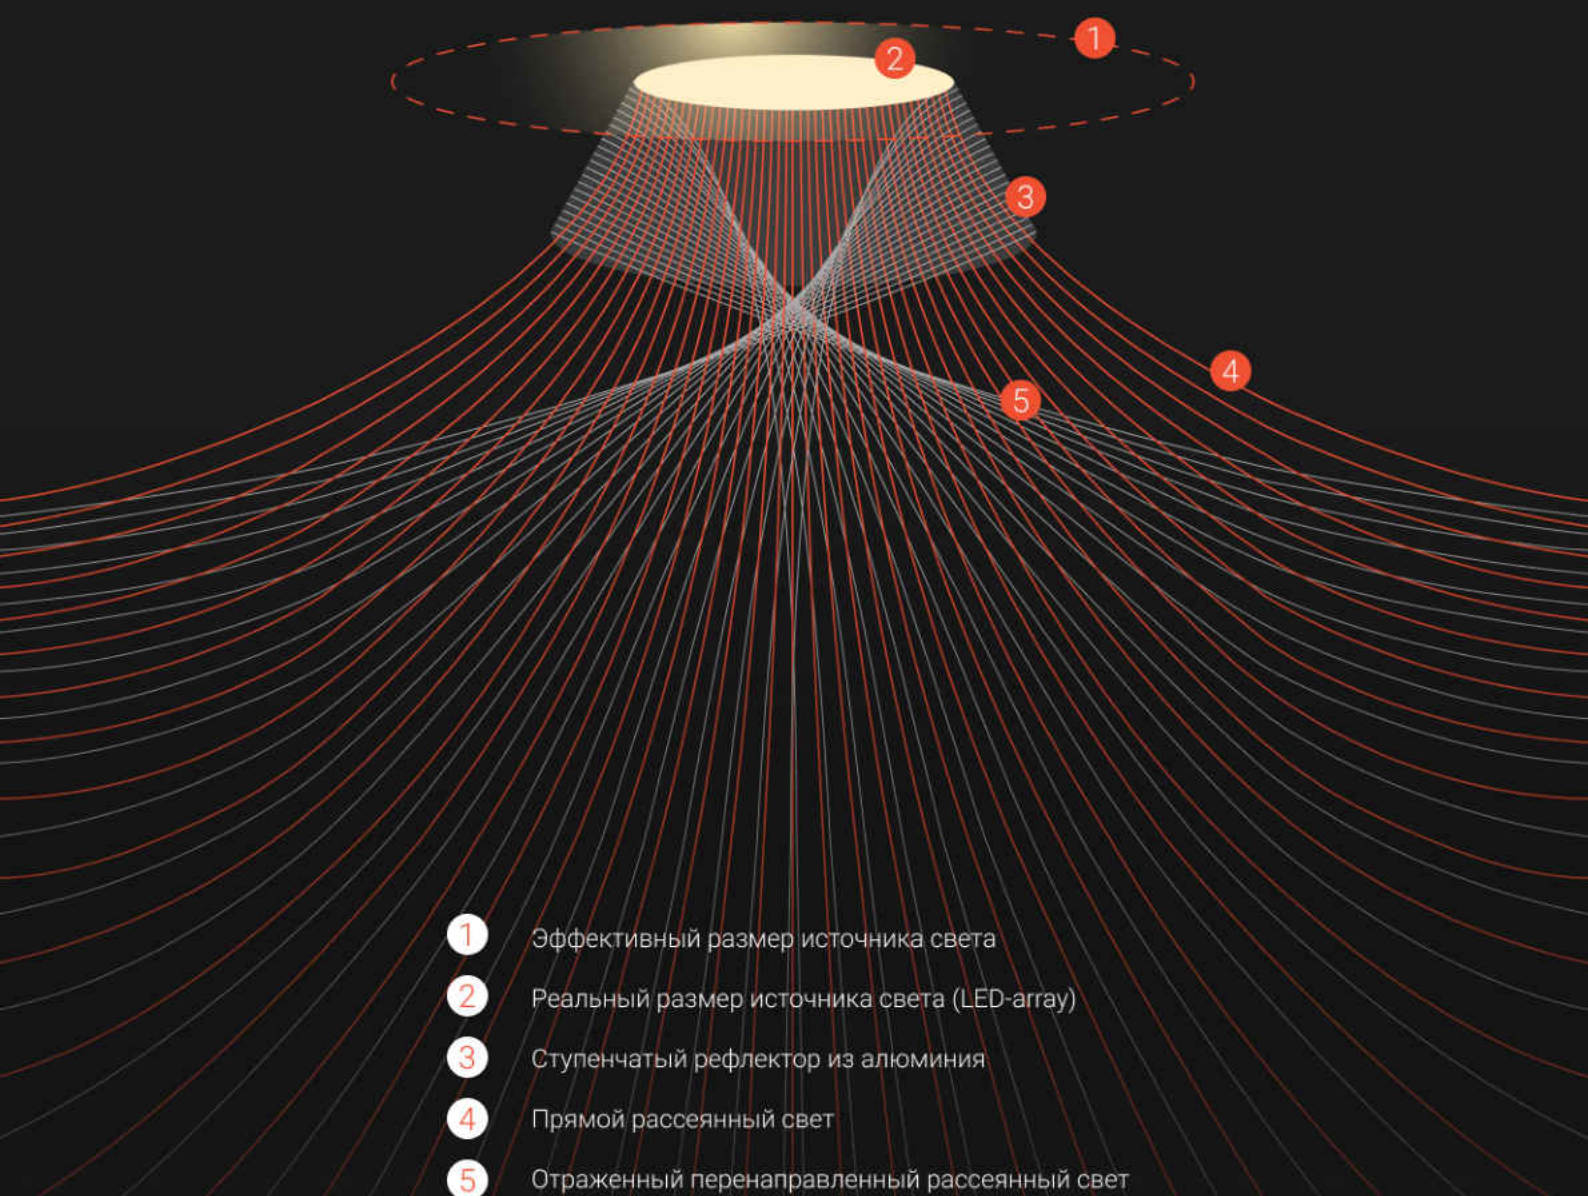 1
2
3
4
5
1 Эффективный размер источника света
2 Реальный размер источника света (LED-array)
3 Ступенчатый рефлектор из алюминия
4 Прямой рассеянный свет
5 Отраженный перенаправленный рассеянный свет